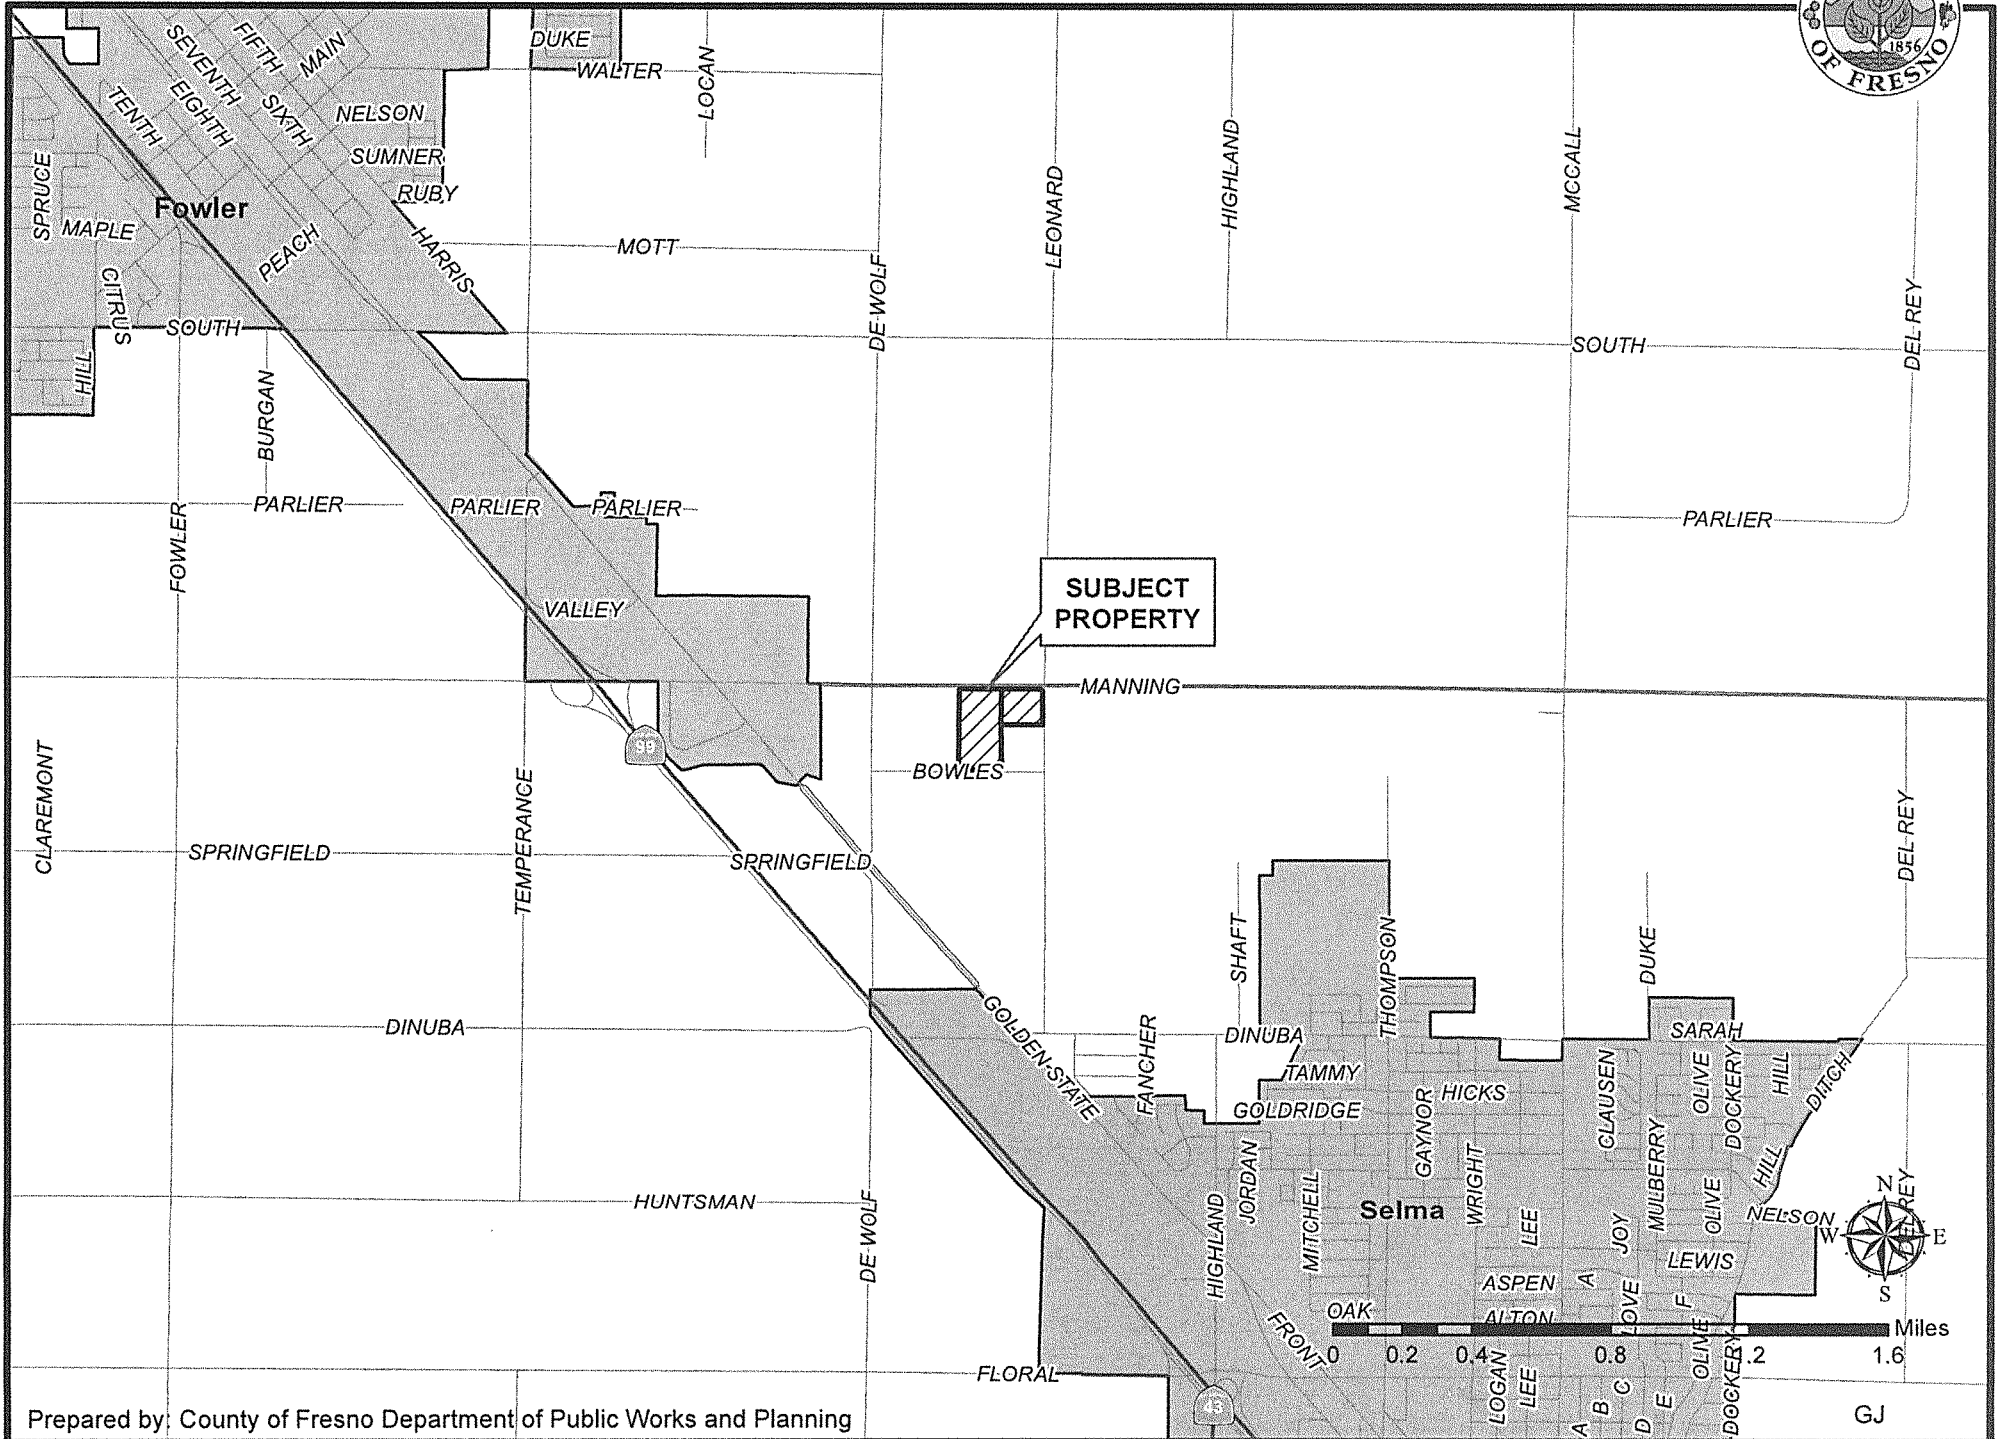 1856
OF FRESNO
DUKE
WALTER
LOCAN
SEVENTH
FIFTH
MAIN
TENTH
EIGHTH
SIXTH
NELSON
SUMNER
RUBY
SPRUCE
Fowler
MAPLE
CITRUS
PEACH
HARRIS
MOTT
DE WOLF
LEONARD
HIGHLAND
MCCALL
DEL REY
SOUTH
SOUTH
HILL
BURGAN
FOWLER
PARLIER
PARLIER
PARLIER
PARLIER
VALLEY
SUBJECT
PROPERTY
MANNING
99
BOWLES
CLAREMONT
TEMPERANCE
SPRINGFIELD
SPRINGFIELD
DEL REY
SHAFT
THOMPSON
DUKE
DINUBA
GOLDEN STATE
FANCHER
DINUBA
TAMMY
GOLDRIDGE
HICKS
GAYNOR
CLAUSEN
SARAH
OLIVE
DOCKERY
HILL
DITCH
MULBERRY
HILL
JORDAN
MITCHELL
WRIGHT
HUNTSMAN
DE WOLF
HIGHLAND
Selma
LEE
JOY
OLIVE
NELSON
LEWIS
DEL REY
N
W
E
S
ASPEN
A
ALTON
LOVE
F
OAK
FRONT
Miles
0
0.2
0.4
0.8
1.2
1.6
FLORAL
LOGAN
LEE
OLIVE
DOCKERY
A
B
C
D
E
43
Prepared by: County of Fresno Department of Public Works and Planning
GJ